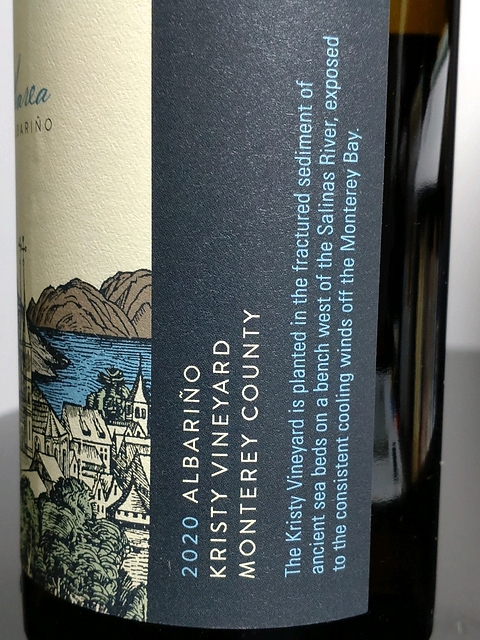 2020 ALBARIÑO
KRISTY VINEYARD
MONTEREY COUNTY
The Kristy Vineyard is planted in the fractured sediment of
ancient sea beds on a bench west of the Salinas River, exposed
to the consistent cooling winds off the Monterey Bay.